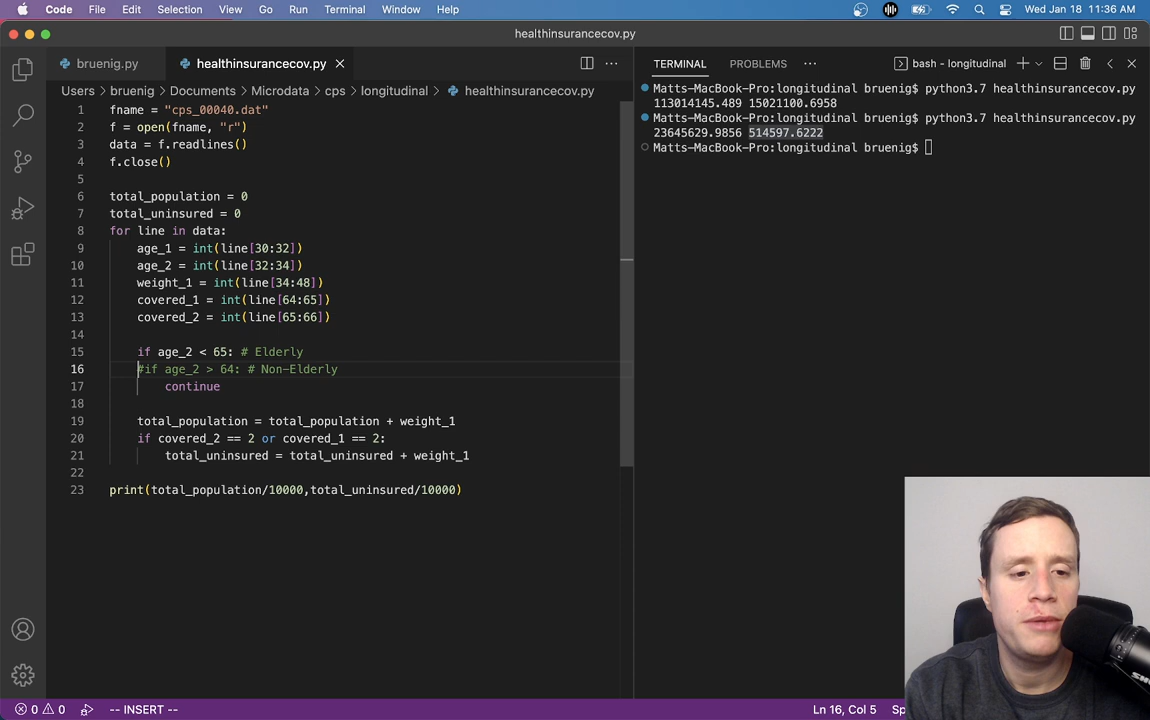 Code File Edit Selection View Go Run Terminal Window Help Wed Jan 18 11:36 AM
healthinsurancecov.py
bruenig.py healthinsurancecov.py
TERMINAL PROBLEMS bash - longitudinal
Users bruenig Documents Microdata cps longitudinal healthinsurancecov.py
1 fname = "cps_00040.dat"
2 f = open(fname, "r")
3 data = f.readlines()
4 f.close()
5
6 total_population = 0
7 total_uninsured = 0
8 for line in data:
9 age_1 = int(line[30:32])
10 age_2 = int(line[32:34])
11 weight_1 = int(line[34:48])
12 covered_1 = int(line[64:65])
13 covered_2 = int(line[65:66])
14
15 if age_2 < 65: # Elderly
16 #if age_2 > 64: # Non-Elderly
17 continue
18
19 total_population = total_population + weight_1
20 if covered_2 == 2 or covered_1 == 2:
21 total_uninsured = total_uninsured + weight_1
22
23 print(total_population/10000,total_uninsured/10000)
Matts-MacBook-Pro:longitudinal bruenig$ python3.7 healthinsurancecov.py
113014145.489 15021100.6958
Matts-MacBook-Pro:longitudinal bruenig$ python3.7 healthinsurancecov.py
23645629.9856 514597.6222
Matts-MacBook-Pro:longitudinal bruenig$
0 0 -- INSERT -- Ln 16, Col 5 Sp